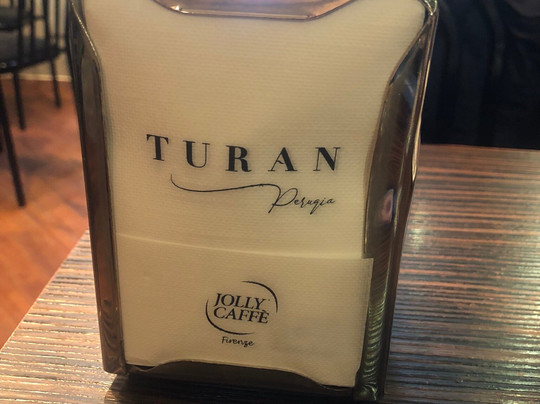 TURAN
Perugia
JOLLY
CAFFÈ
Firenze